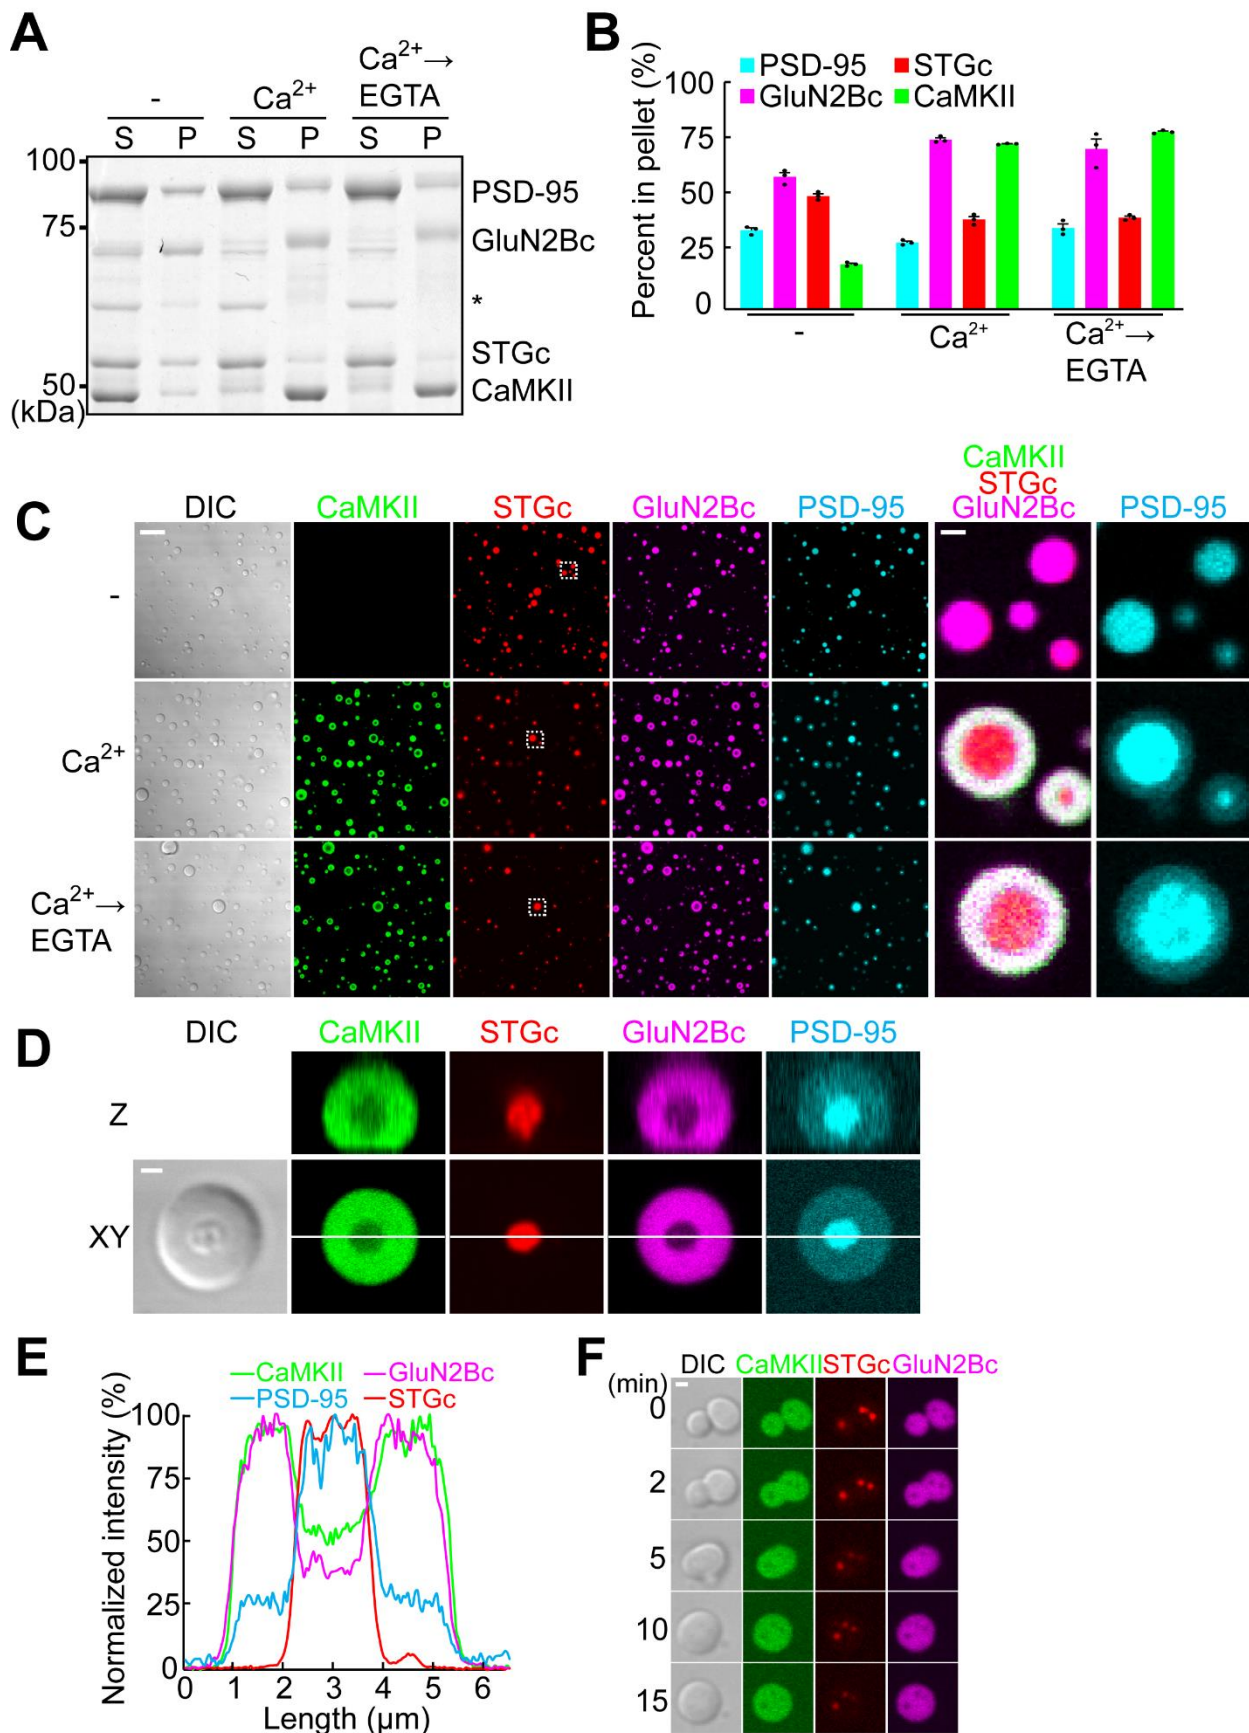 A
- Ca²⁺ Ca²⁺→
EGTA
S P S P S P
100
75
50
(kDa)
PSD-95
GluN2Bc
*
STGc
CaMKII
B
PSD-95 STGc
GluN2Bc CaMKII
Percent in pellet (%)
100
75
50
25
0
- Ca²⁺ Ca²⁺→
EGTA
C
DIC CaMKII STGc GluN2Bc PSD-95
CaMKII
STGc
GluN2Bc PSD-95
-
Ca²⁺
Ca²⁺→
EGTA
D
DIC CaMKII STGc GluN2Bc PSD-95
Z
XY
E
CaMKII GluN2Bc
PSD-95 STGc
Normalized intensity (%)
100
75
50
25
0
0 1 2 3 4 5 6
Length (μm)
F
DIC CaMKII STGc GluN2Bc
(min)
0
2
5
10
15